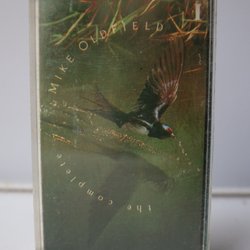 I
the complete
MIKE OLDFIELD